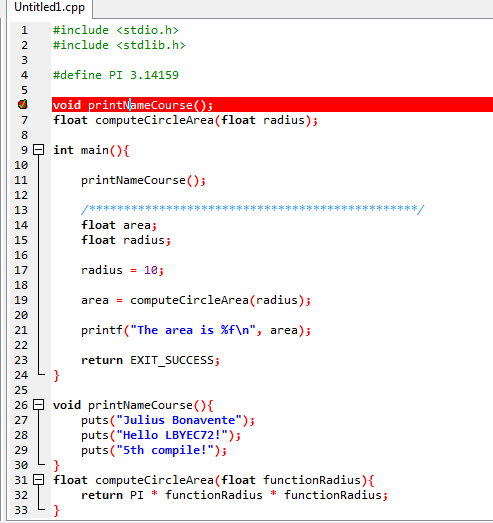 Untitled1.cpp
1 #include <stdio.h>
2 #include <stdlib.h>
3
4 #define PI 3.14159
5
void printNameCourse();
7 float computeCircleArea(float radius);
8
9 int main(){
10
11 printNameCourse();
12
13 /***********************************************/
14 float area;
15 float radius;
16
17 radius = 10;
18
19 area = computeCircleArea(radius);
20
21 printf("The area is %f\n", area);
22
23 return EXIT_SUCCESS;
24 }
25
26 void printNameCourse(){
27 puts("Julius Bonavente");
28 puts("Hello LBYEC72!");
29 puts("5th compile!");
30 }
31 float computeCircleArea(float functionRadius){
32 return PI * functionRadius * functionRadius;
33 }